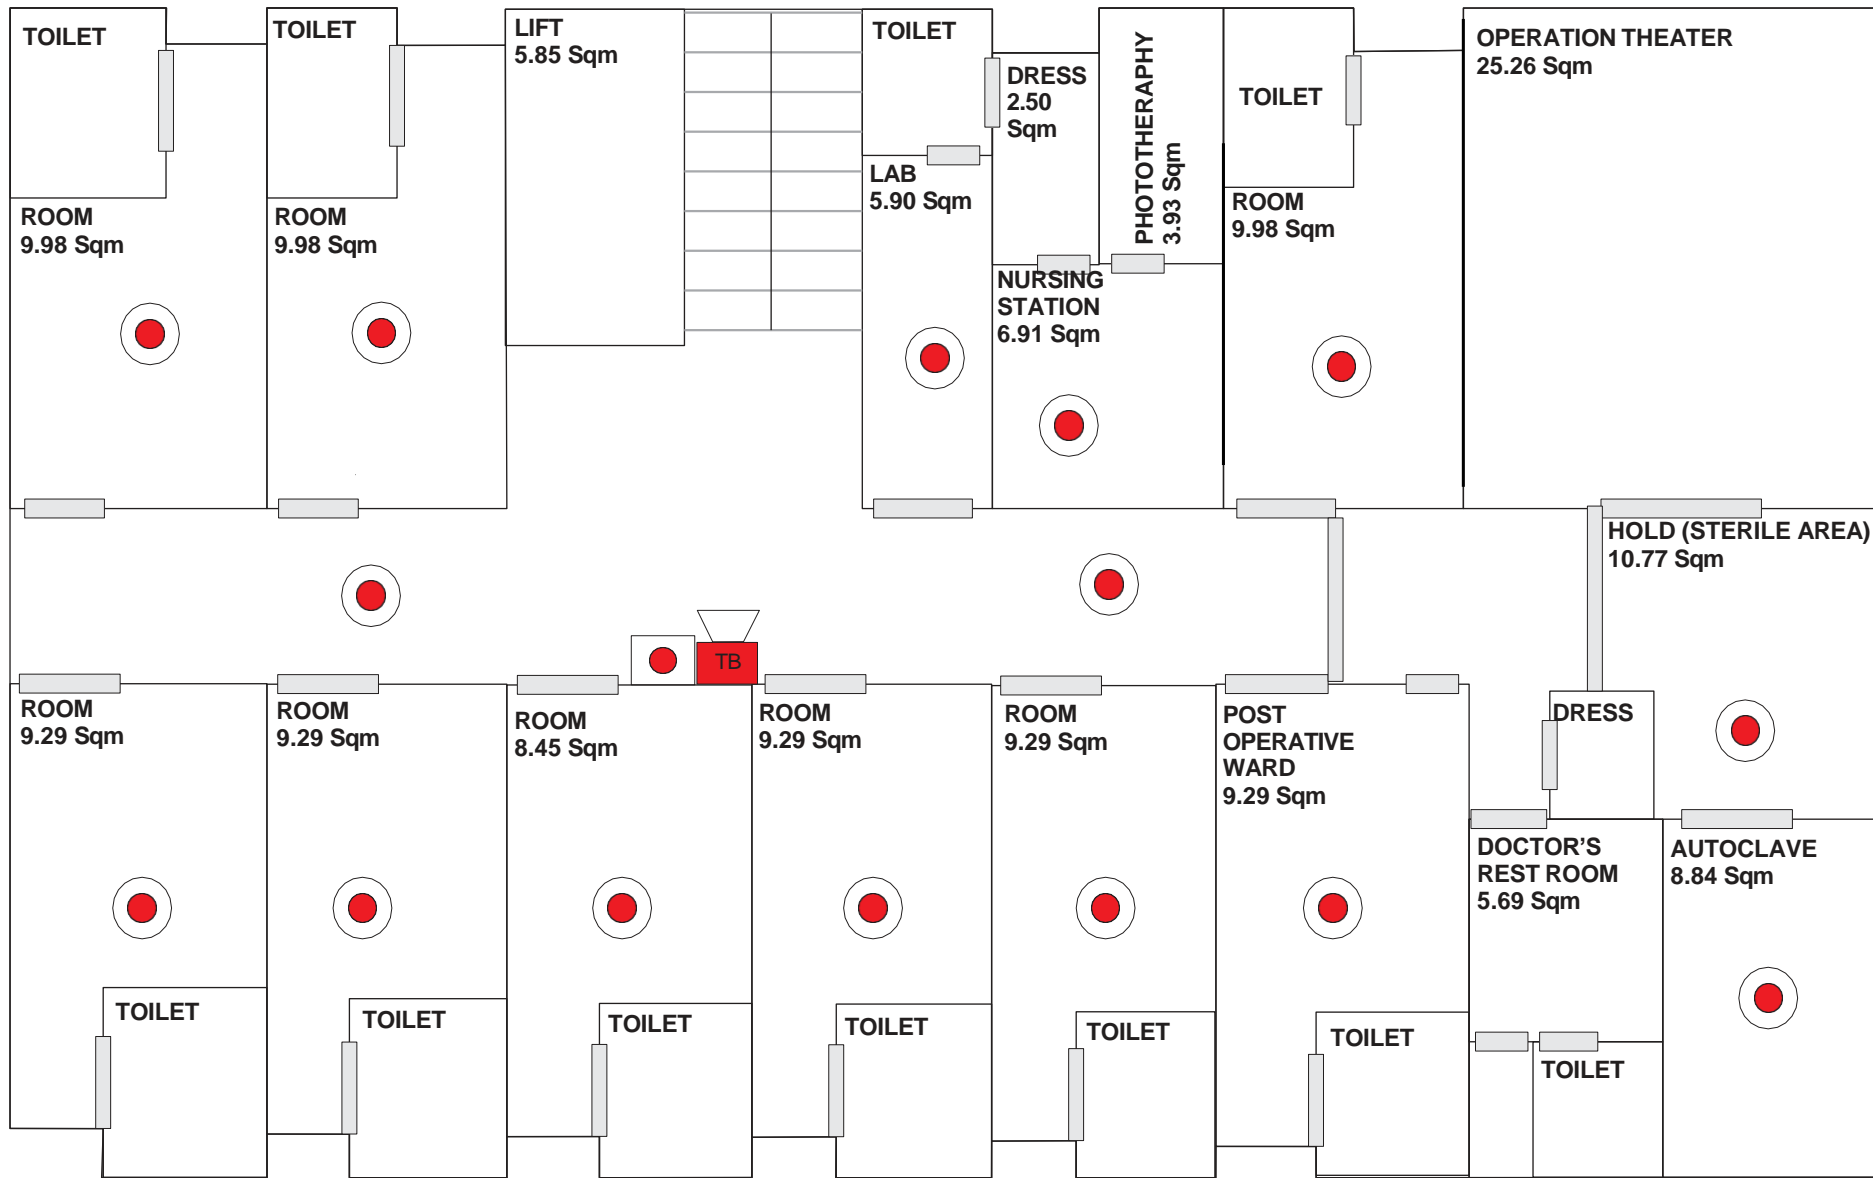 TOILET
TOILET
LIFT
5.85 Sqm
TOILET
DRESS
2.50
Sqm
PHOTOTHERAPHY
3.93 Sqm
TOILET
OPERATION THEATER
25.26 Sqm
ROOM
9.98 Sqm
ROOM
9.98 Sqm
LAB
5.90 Sqm
NURSING
STATION
6.91 Sqm
ROOM
9.98 Sqm
HOLD (STERILE AREA)
10.77 Sqm
TB
ROOM
9.29 Sqm
ROOM
9.29 Sqm
ROOM
8.45 Sqm
ROOM
9.29 Sqm
ROOM
9.29 Sqm
POST
OPERATIVE
WARD
9.29 Sqm
DRESS
DOCTOR’S
REST ROOM
5.69 Sqm
AUTOCLAVE
8.84 Sqm
TOILET
TOILET
TOILET
TOILET
TOILET
TOILET
TOILET